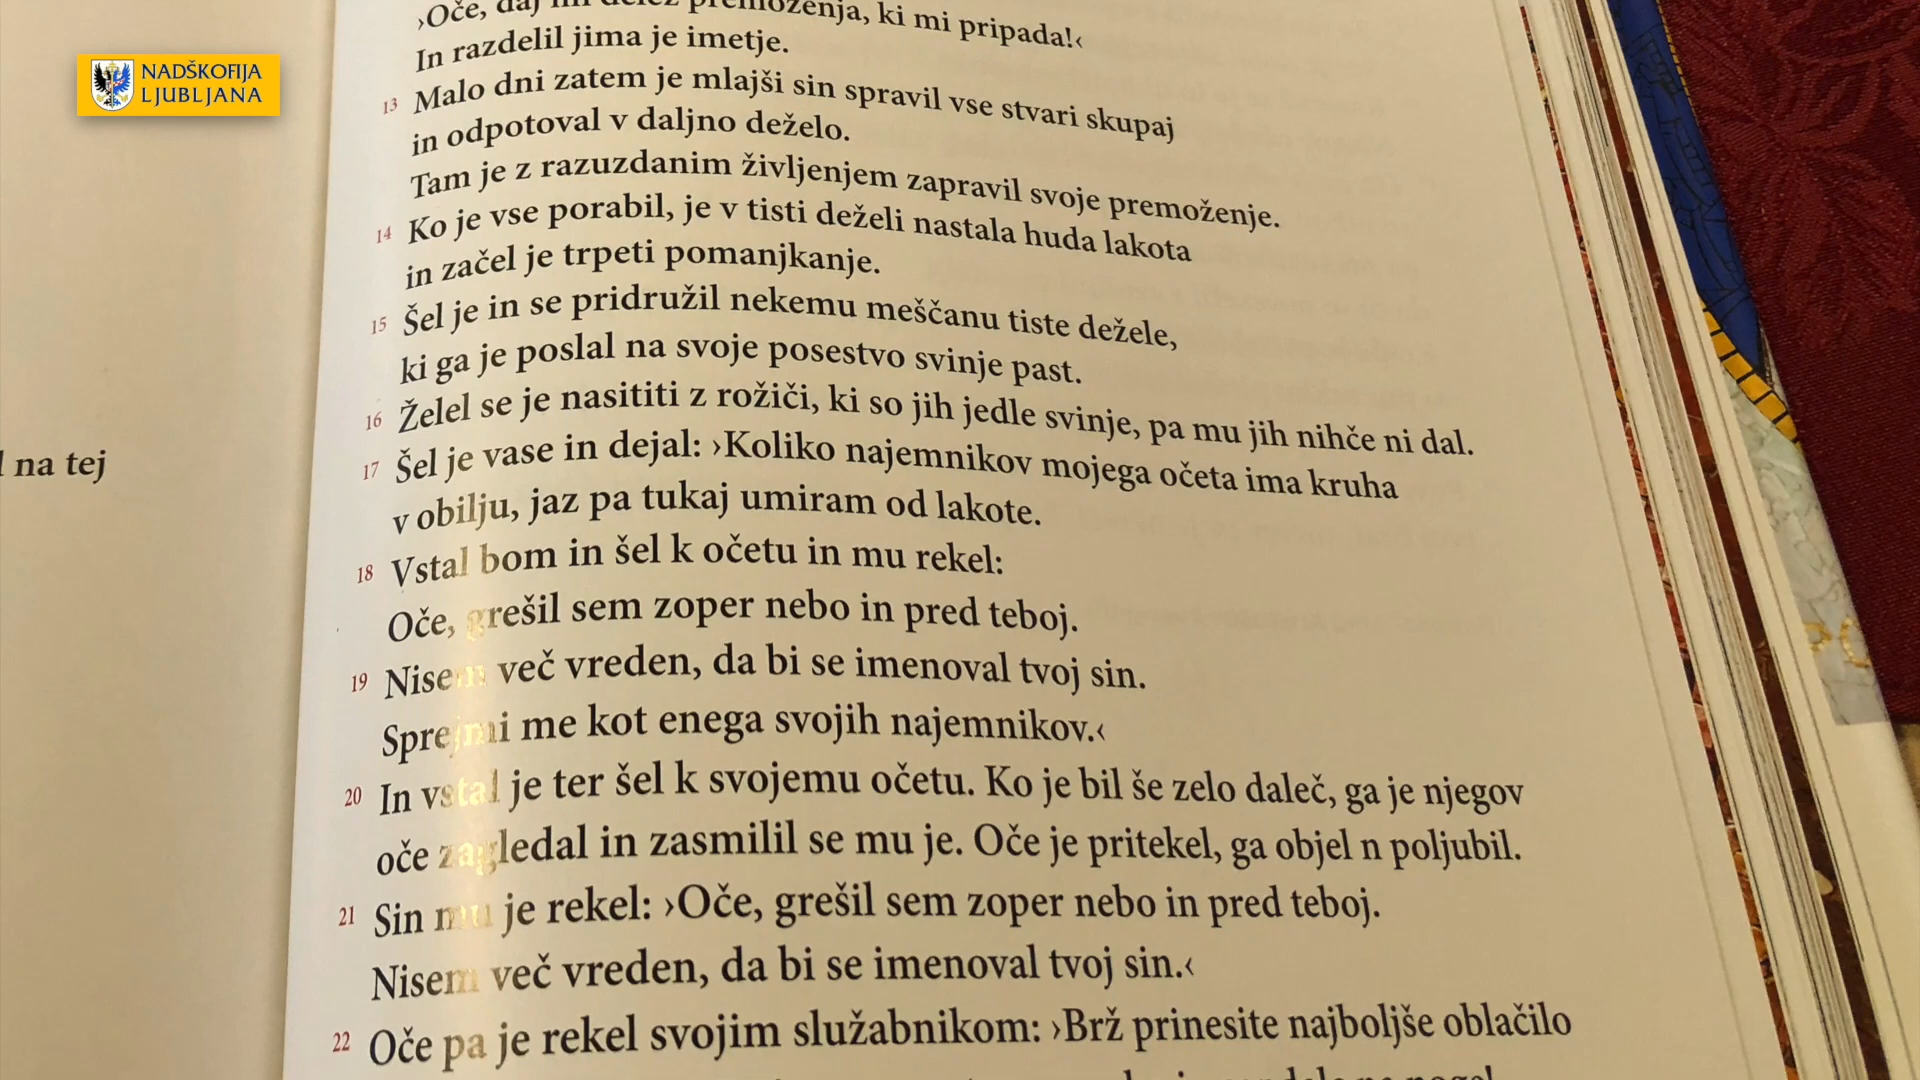 NADŠKOFIJA
LJUBLJANA
na tej
›Oče, daj mi delež premoženja, ki mi pripada!‹
In razdelil jima je imetje.
13 Malo dni zatem je mlajši sin spravil vse stvari skupaj
in odpotoval v daljno deželo.
Tam je z razuzdanim življenjem zapravil svoje premoženje.
14 Ko je vse porabil, je v tisti deželi nastala huda lakota
in začel je trpeti pomanjkanje.
15 Šel je in se pridružil nekemu meščanu tiste dežele,
ki ga je poslal na svoje posestvo svinje past.
16 Želel se je nasititi z rožiči, ki so jih jedle svinje, pa mu jih nihče ni dal.
17 Šel je vase in dejal: ›Koliko najemnikov mojega očeta ima kruha
v obilju, jaz pa tukaj umiram od lakote.
18 Vstal bom in šel k očetu in mu rekel:
Oče, grešil sem zoper nebo in pred teboj.
19 Nisem več vreden, da bi se imenoval tvoj sin.
Sprejmi me kot enega svojih najemnikov.‹
20 In vstal je ter šel k svojemu očetu. Ko je bil še zelo daleč, ga je njegov
oče zagledal in zasmilil se mu je. Oče je pritekel, ga objel n poljubil.
21 Sin mu je rekel: ›Oče, grešil sem zoper nebo in pred teboj.
Nisem več vreden, da bi se imenoval tvoj sin.‹
22 Oče pa je rekel svojim služabnikom: ›Brž prinesite najboljše oblačilo